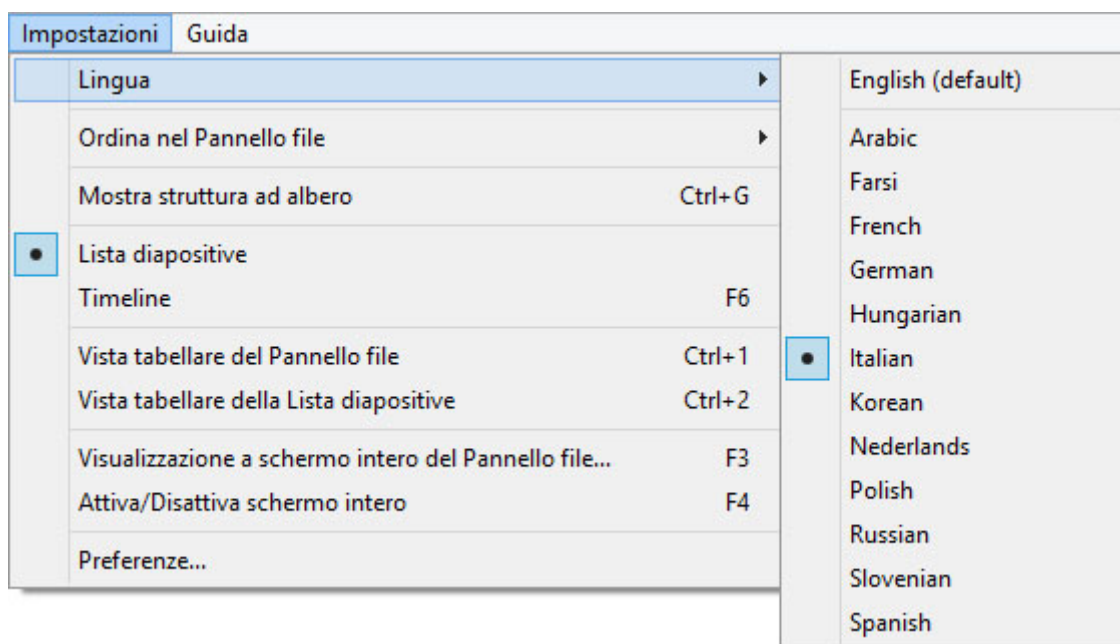 Impostazioni Guida
Lingua
Ordina nel Pannello file
Mostra struttura ad albero Ctrl+G
Lista diapositive
Timeline F6
Vista tabellare del Pannello file Ctrl+1
Vista tabellare della Lista diapositive Ctrl+2
Visualizzazione a schermo intero del Pannello file... F3
Attiva/Disattiva schermo intero F4
Preferenze...
English (default)
Arabic
Farsi
French
German
Hungarian
Italian
Korean
Nederlands
Polish
Russian
Slovenian
Spanish